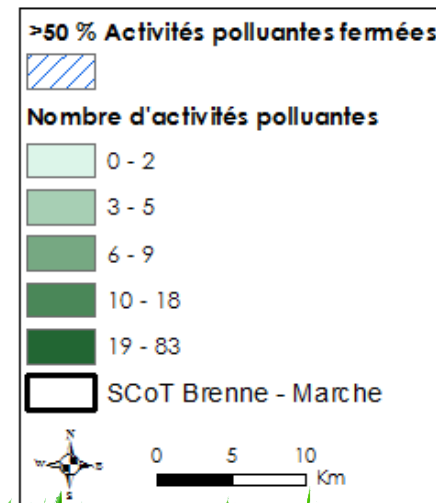 >50 % Activités polluantes fermées
Nombre d'activités polluantes
0 - 2
3 - 5
6 - 9
10 - 18
19 - 83
SCoT Brenne - Marche
N
W E
S
0 5 10
Km